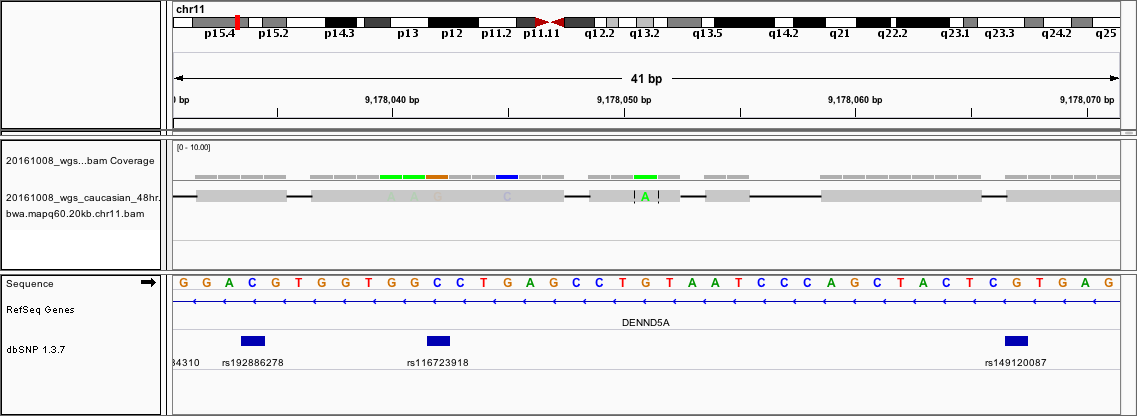 chr11
p15.4 p15.2 p14.3 p13 p12 p11.2 p11.11 q12.2 q13.2 q13.5 q14.2 q21 q22.2 q23.1 q23.3 q24.2 q25
41 bp
bp 9,178,040 bp 9,178,050 bp 9,178,060 bp 9,178,070 bp
[0 - 10.00]
20161008_wgs...bam Coverage
20161008_wgs_caucasian_48hr.
bwa.mapq60.20kb.chr11.bam
A A G C A
Sequence G G A C G T G G T G G C C T G A G C C T G T A A T C C C A G C T A C T C G T G A G
RefSeq Genes
DENND5A
dbSNP 1.3.7
34310 rs192886278 rs116723918 rs149120087